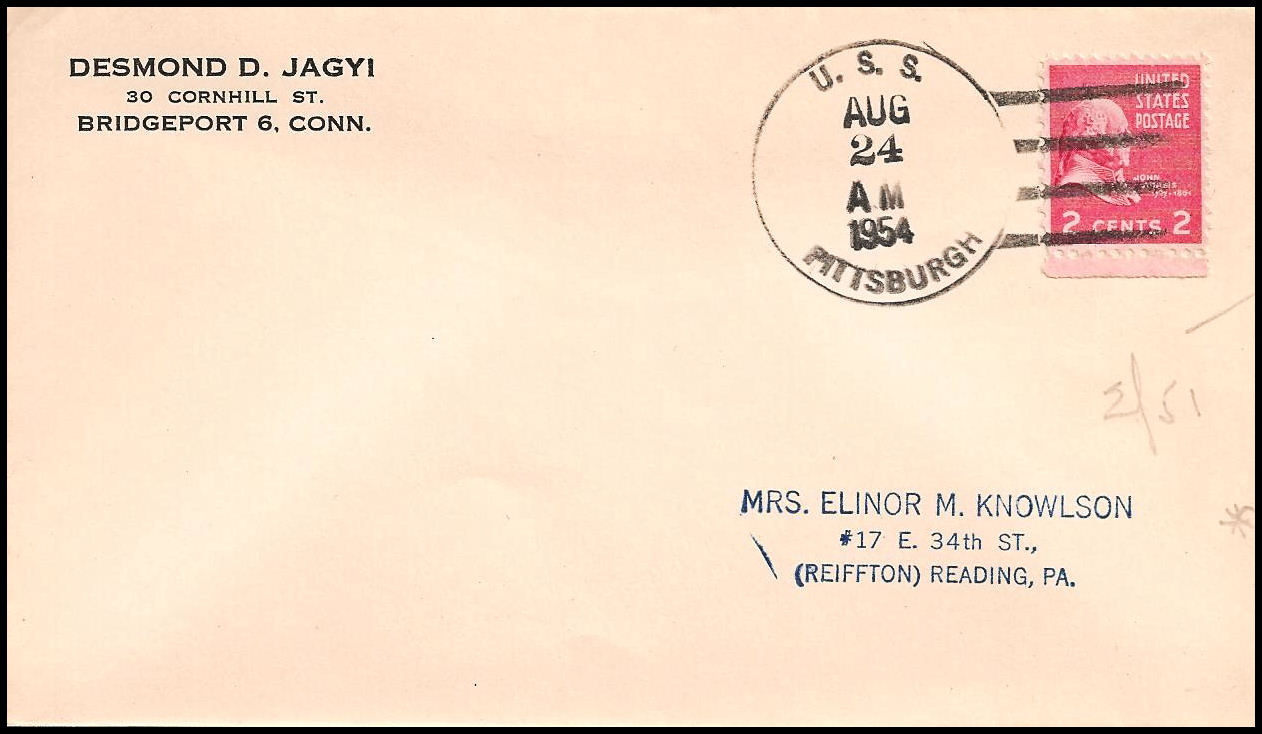 DESMOND D. JAGYI
30 CORNHILL ST.
BRIDGEPORT 6, CONN.
U. S. S.
AUG
24
A M
1954
PITTSBURGH
UNITED
STATES
POSTAGE
JOHN
2 CENTS 2
2/51
MRS. ELINOR M. KNOWLSON
#17 E. 34th ST.,
(REIFFTON) READING, PA.
*